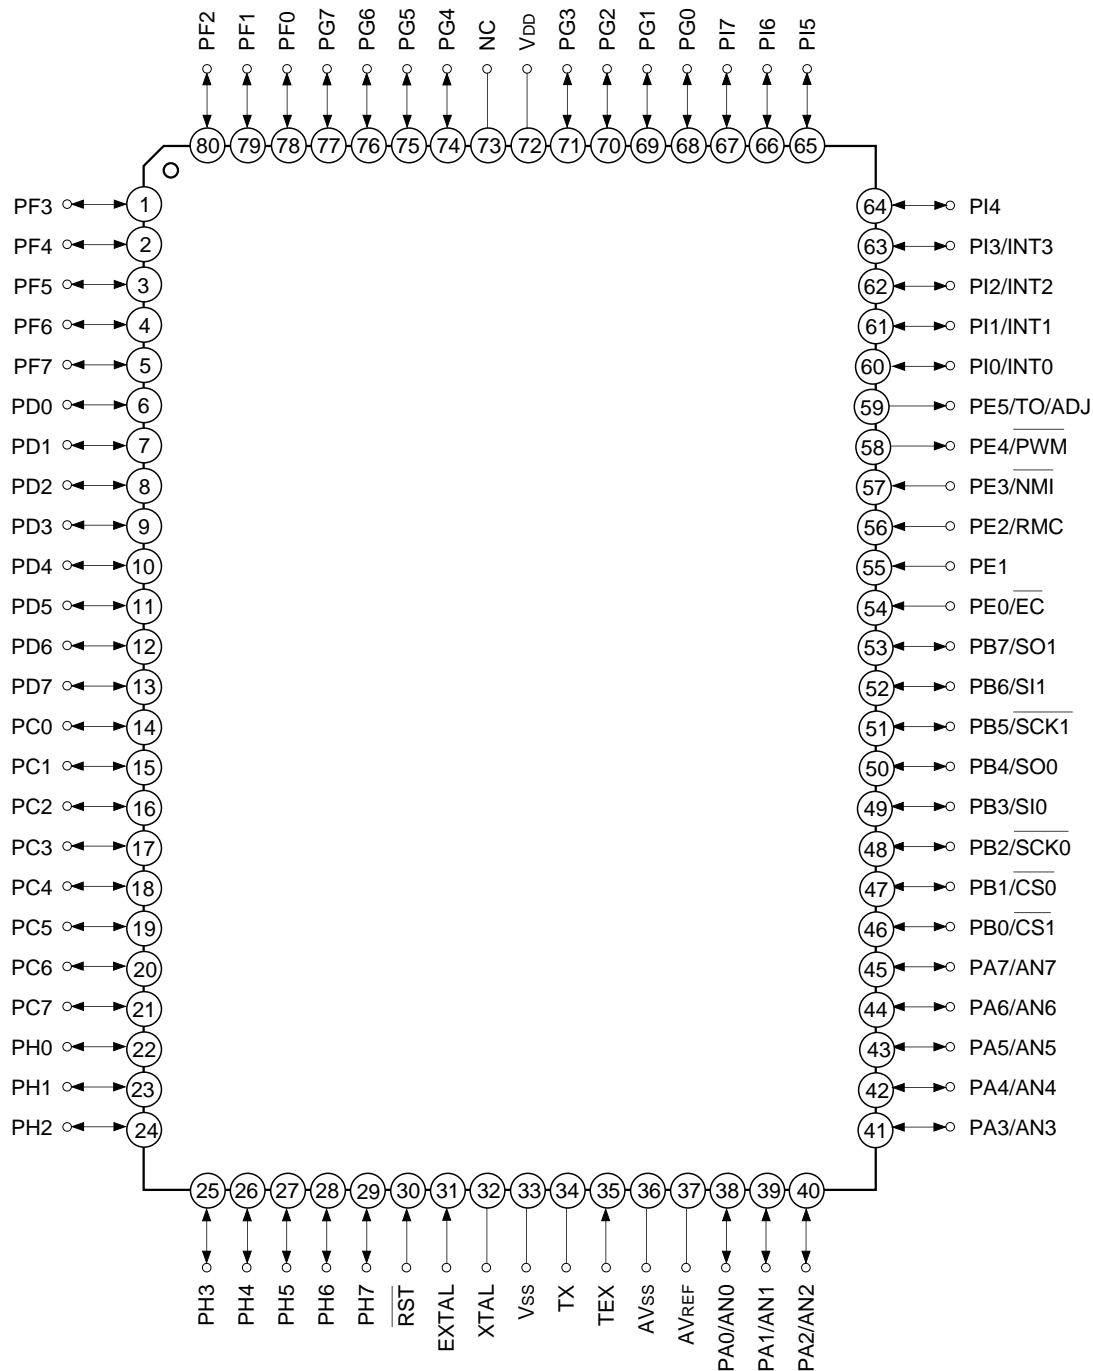 PF2
PF1
PF0
PG7
PG6
PG5
PG4
NC
VDD
PG3
PG2
PG1
PG0
PI7
PI6
PI5
80 79 78 77 76 75 74 73 72 71 70 69 68 67 66 65
PF3 1
PF4 2
PF5 3
PF6 4
PF7 5
PD0 6
PD1 7
PD2 8
PD3 9
PD4 10
PD5 11
PD6 12
PD7 13
PC0 14
PC1 15
PC2 16
PC3 17
PC4 18
PC5 19
PC6 20
PC7 21
PH0 22
PH1 23
PH2 24
64 PI4
63 PI3/INT3
62 PI2/INT2
61 PI1/INT1
60 PI0/INT0
59 PE5/TO/ADJ
58 PE4/PWM
57 PE3/NMI
56 PE2/RMC
55 PE1
54 PE0/EC
53 PB7/SO1
52 PB6/SI1
51 PB5/SCK1
50 PB4/SO0
49 PB3/SI0
48 PB2/SCK0
47 PB1/CS0
46 PB0/CS1
45 PA7/AN7
44 PA6/AN6
43 PA5/AN5
42 PA4/AN4
41 PA3/AN3
25 26 27 28 29 30 31 32 33 34 35 36 37 38 39 40
PH3
PH4
PH5
PH6
PH7
RST
EXTAL
XTAL
Vss
TX
TEX
AVss
AVREF
PA0/AN0
PA1/AN1
PA2/AN2